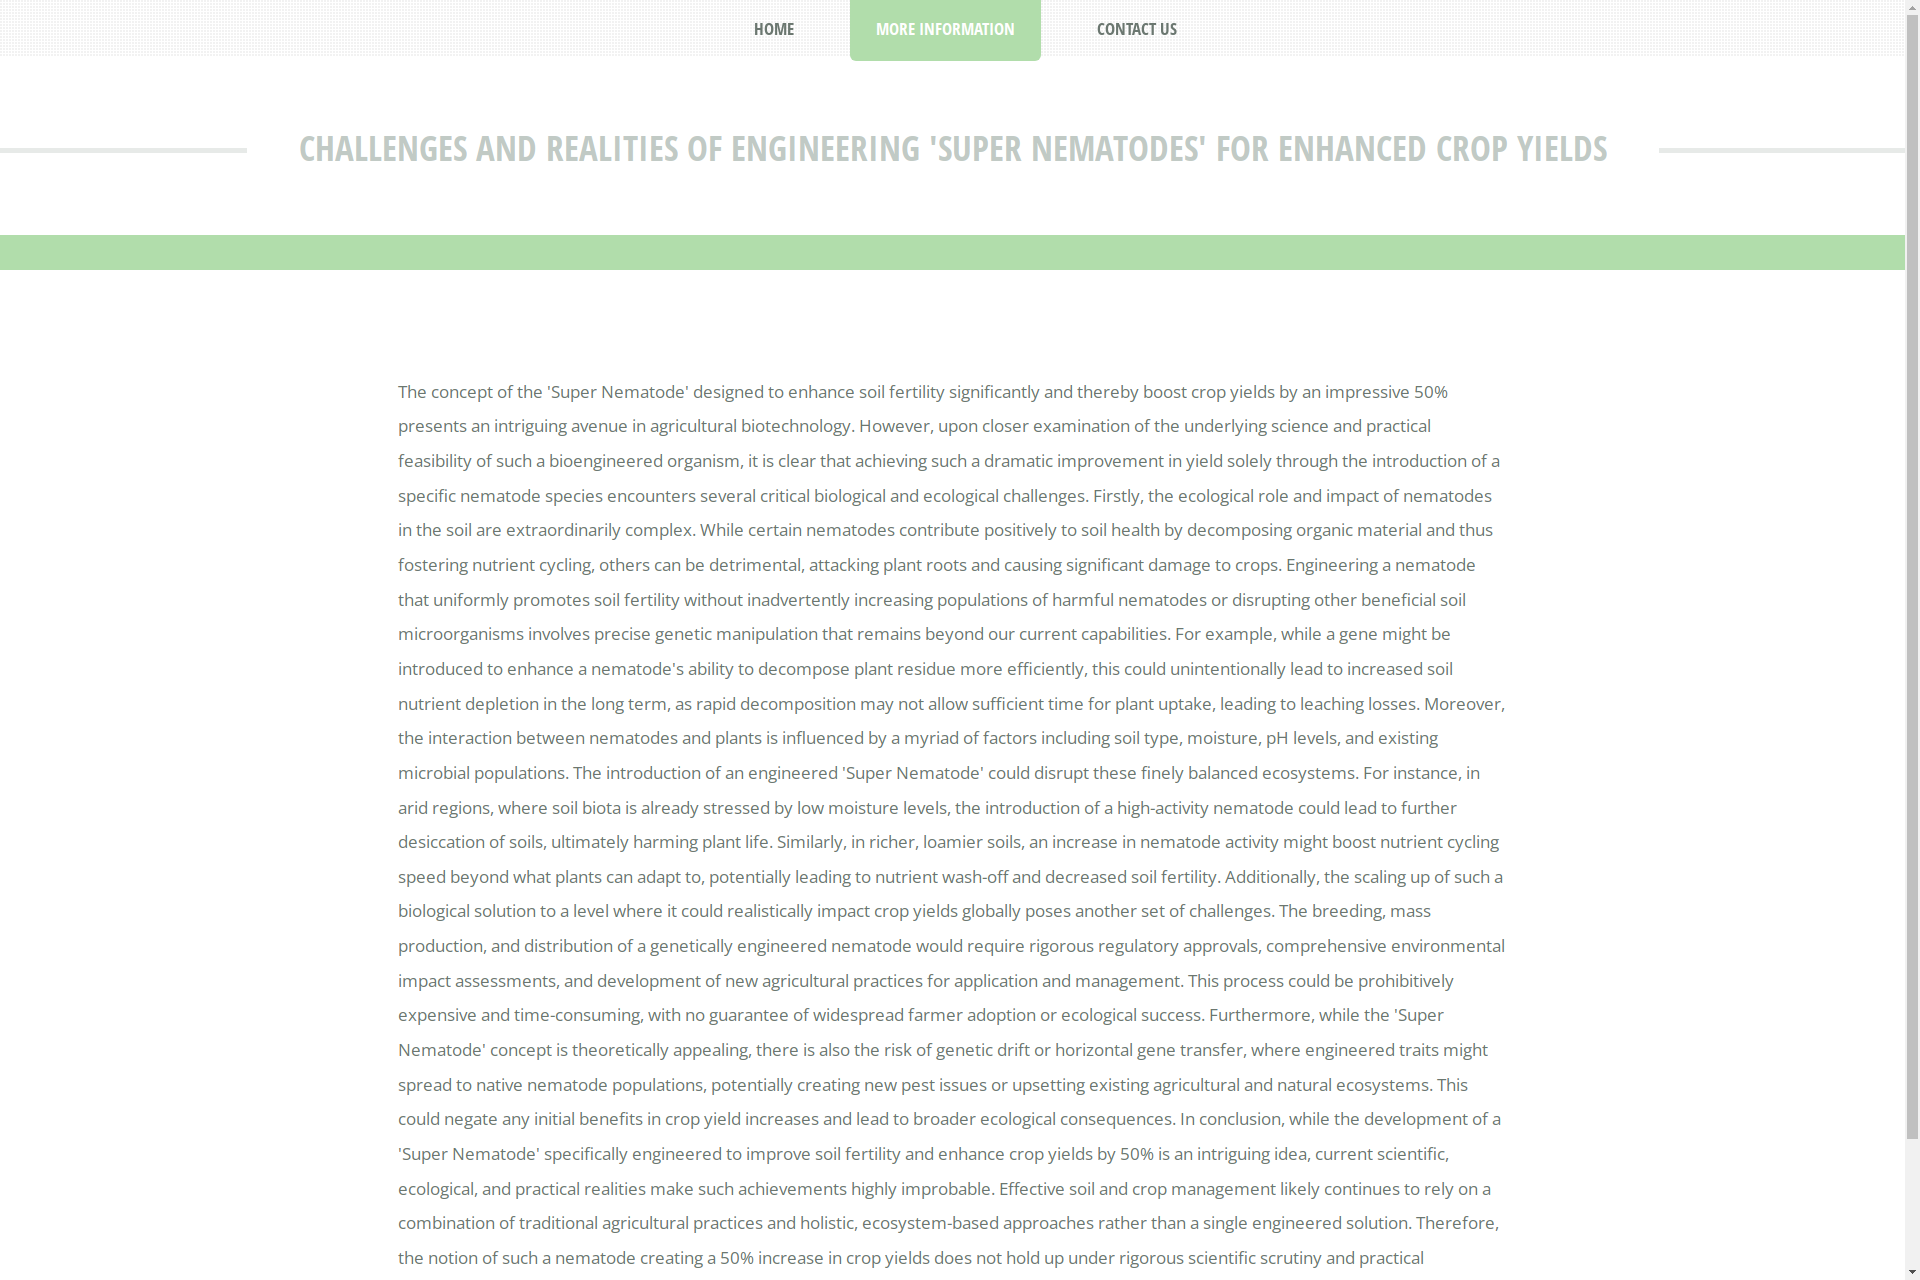 HOME
MORE INFORMATION
CONTACT US
CHALLENGES AND REALITIES OF ENGINEERING 'SUPER NEMATODES' FOR ENHANCED CROP YIELDS
The concept of the 'Super Nematode' designed to enhance soil fertility significantly and thereby boost crop yields by an impressive 50%
presents an intriguing avenue in agricultural biotechnology. However, upon closer examination of the underlying science and practical
feasibility of such a bioengineered organism, it is clear that achieving such a dramatic improvement in yield solely through the introduction of a
specific nematode species encounters several critical biological and ecological challenges. Firstly, the ecological role and impact of nematodes
in the soil are extraordinarily complex. While certain nematodes contribute positively to soil health by decomposing organic material and thus
fostering nutrient cycling, others can be detrimental, attacking plant roots and causing significant damage to crops. Engineering a nematode
that uniformly promotes soil fertility without inadvertently increasing populations of harmful nematodes or disrupting other beneficial soil
microorganisms involves precise genetic manipulation that remains beyond our current capabilities. For example, while a gene might be
introduced to enhance a nematode's ability to decompose plant residue more efficiently, this could unintentionally lead to increased soil
nutrient depletion in the long term, as rapid decomposition may not allow sufficient time for plant uptake, leading to leaching losses. Moreover,
the interaction between nematodes and plants is influenced by a myriad of factors including soil type, moisture, pH levels, and existing
microbial populations. The introduction of an engineered 'Super Nematode' could disrupt these finely balanced ecosystems. For instance, in
arid regions, where soil biota is already stressed by low moisture levels, the introduction of a high-activity nematode could lead to further
desiccation of soils, ultimately harming plant life. Similarly, in richer, loamier soils, an increase in nematode activity might boost nutrient cycling
speed beyond what plants can adapt to, potentially leading to nutrient wash-off and decreased soil fertility. Additionally, the scaling up of such a
biological solution to a level where it could realistically impact crop yields globally poses another set of challenges. The breeding, mass
production, and distribution of a genetically engineered nematode would require rigorous regulatory approvals, comprehensive environmental
impact assessments, and development of new agricultural practices for application and management. This process could be prohibitively
expensive and time-consuming, with no guarantee of widespread farmer adoption or ecological success. Furthermore, while the 'Super
Nematode' concept is theoretically appealing, there is also the risk of genetic drift or horizontal gene transfer, where engineered traits might
spread to native nematode populations, potentially creating new pest issues or upsetting existing agricultural and natural ecosystems. This
could negate any initial benefits in crop yield increases and lead to broader ecological consequences. In conclusion, while the development of a
'Super Nematode' specifically engineered to improve soil fertility and enhance crop yields by 50% is an intriguing idea, current scientific,
ecological, and practical realities make such achievements highly improbable. Effective soil and crop management likely continues to rely on a
combination of traditional agricultural practices and holistic, ecosystem-based approaches rather than a single engineered solution. Therefore,
the notion of such a nematode creating a 50% increase in crop yields does not hold up under rigorous scientific scrutiny and practical